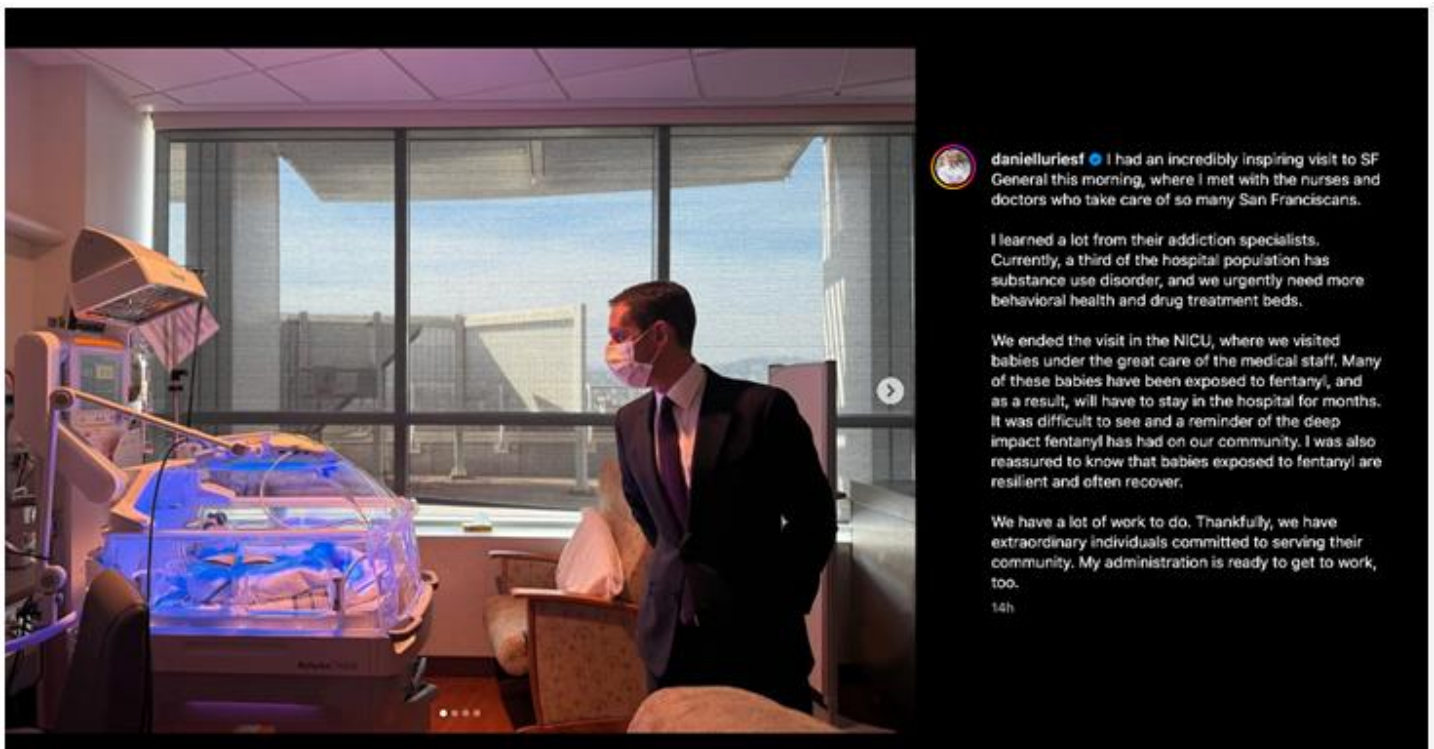 danielluriesf I had an incredibly inspiring visit to SF
General this morning, where I met with the nurses and
doctors who take care of so many San Franciscans.
I learned a lot from their addiction specialists.
Currently, a third of the hospital population has
substance use disorder, and we urgently need more
behavioral health and drug treatment beds.
We ended the visit in the NICU, where we visited
babies under the great care of the medical staff. Many
of these babies have been exposed to fentanyl, and
as a result, will have to stay in the hospital for months.
It was difficult to see and a reminder of the deep
impact fentanyl has had on our community. I was also
reassured to know that babies exposed to fentanyl are
resilient and often recover.
We have a lot of work to do. Thankfully, we have
extraordinary individuals committed to serving their
community. My administration is ready to get to work,
too.
14h